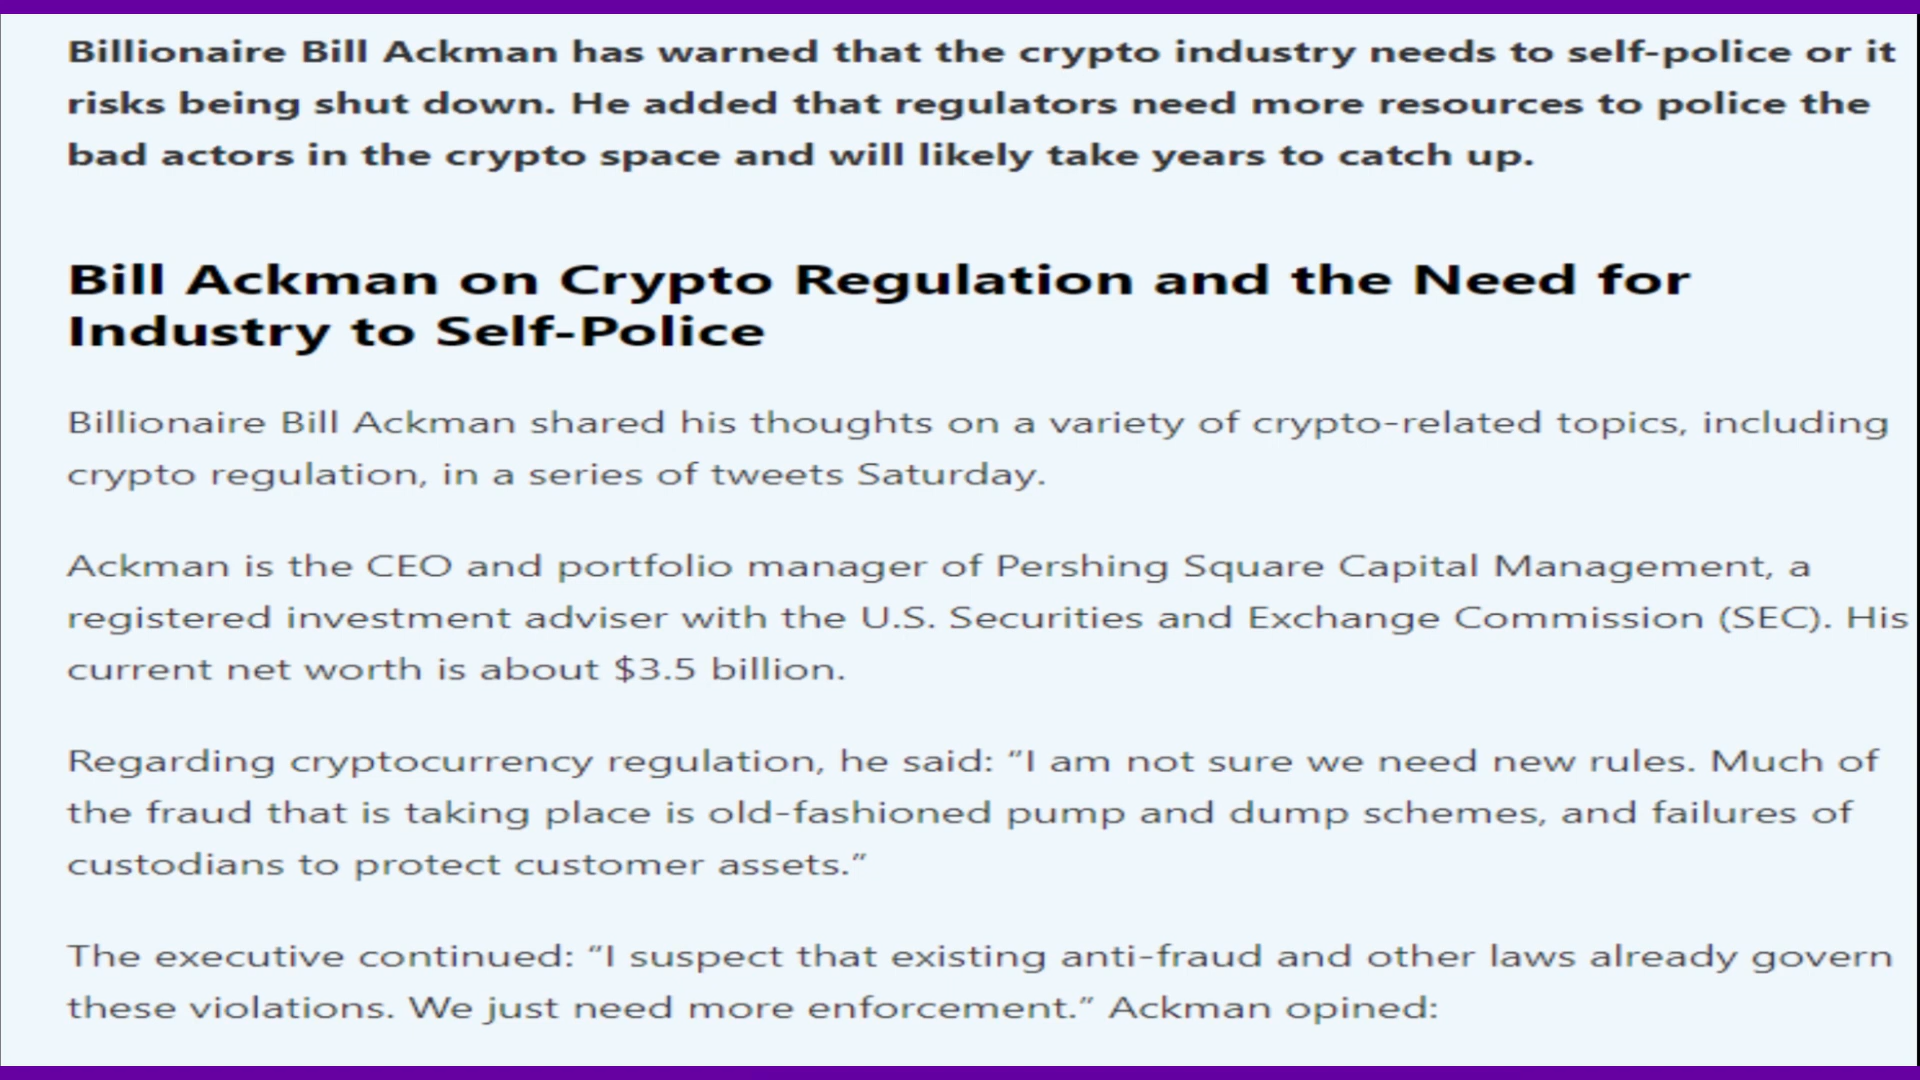 Billionaire Bill Ackman has warned that the crypto industry needs to self-police or it
risks being shut down. He added that regulators need more resources to police the
bad actors in the crypto space and will likely take years to catch up.
Bill Ackman on Crypto Regulation and the Need for
Industry to Self-Police
Billionaire Bill Ackman shared his thoughts on a variety of crypto-related topics, including
crypto regulation, in a series of tweets Saturday.
Ackman is the CEO and portfolio manager of Pershing Square Capital Management, a
registered investment adviser with the U.S. Securities and Exchange Commission (SEC). His
current net worth is about $3.5 billion.
Regarding cryptocurrency regulation, he said: “I am not sure we need new rules. Much of
the fraud that is taking place is old-fashioned pump and dump schemes, and failures of
custodians to protect customer assets.”
The executive continued: “I suspect that existing anti-fraud and other laws already govern
these violations. We just need more enforcement.” Ackman opined: